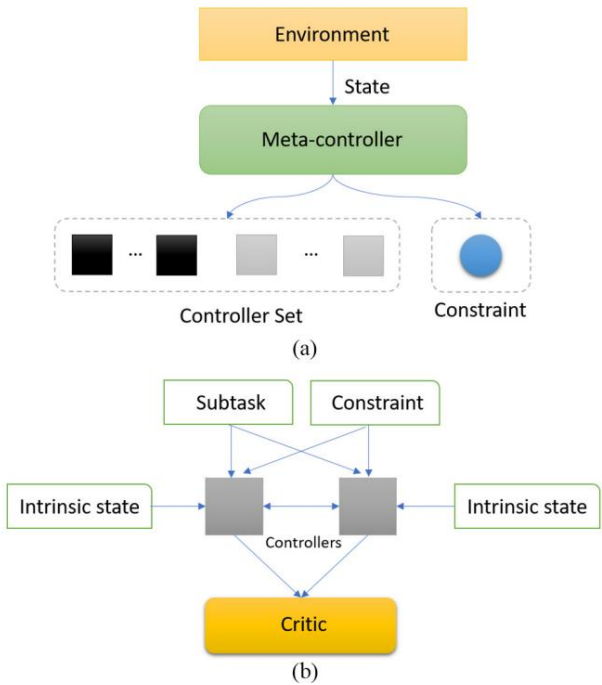 Environment
State
Meta-controller
... ...
Controller Set
Constraint
(a)
Subtask Constraint
Intrinsic state Intrinsic state
Controllers
Critic
(b)